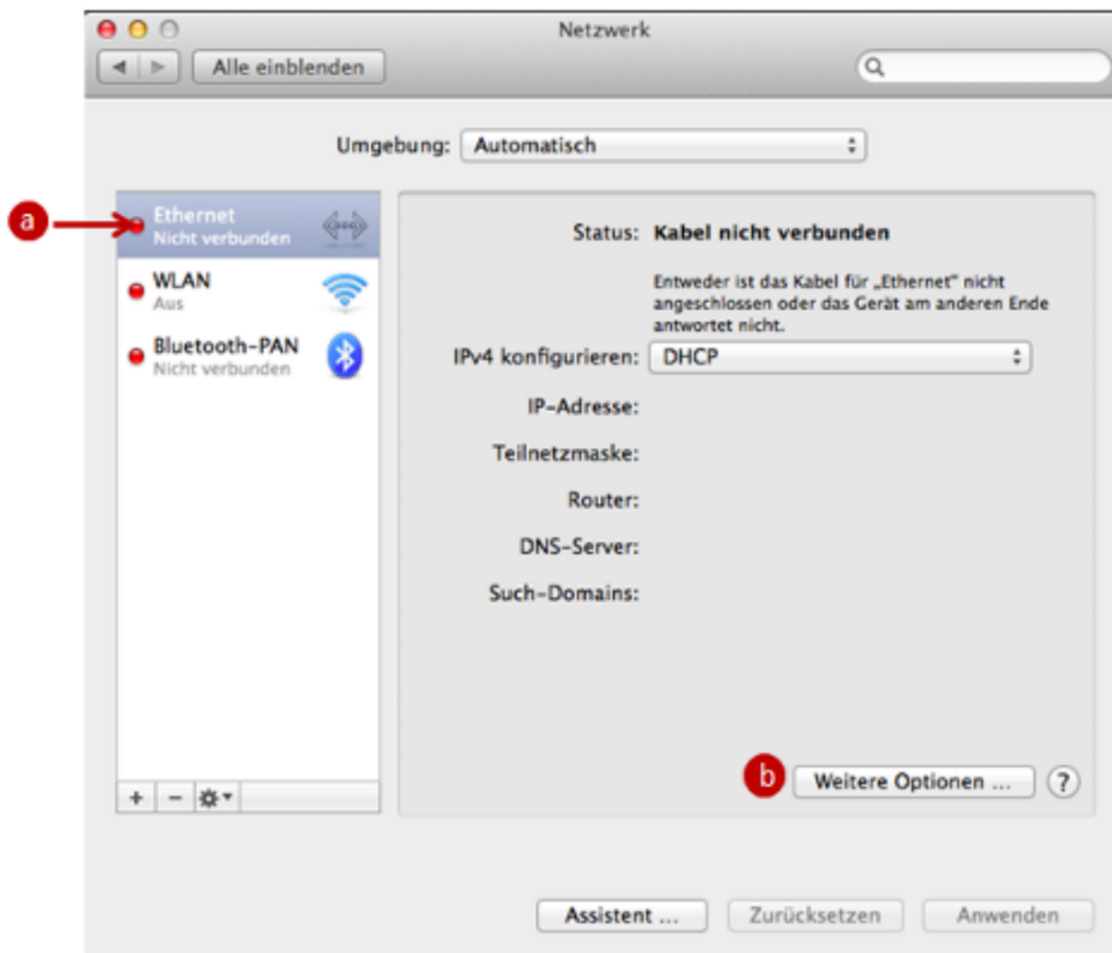 Netzwerk
Alle einblenden
Umgebung: Automatisch
a
Ethernet
Nicht verbunden
WLAN
Aus
Bluetooth-PAN
Nicht verbunden
Status: Kabel nicht verbunden
Entweder ist das Kabel für „Ethernet“ nicht
angeschlossen oder das Gerät am anderen Ende
antwortet nicht.
IPv4 konfigurieren: DHCP
IP-Adresse:
Teilnetzmaske:
Router:
DNS-Server:
Such-Domains:
b
Weitere Optionen ... ?
+ −
Assistent ... Zurücksetzen Anwenden